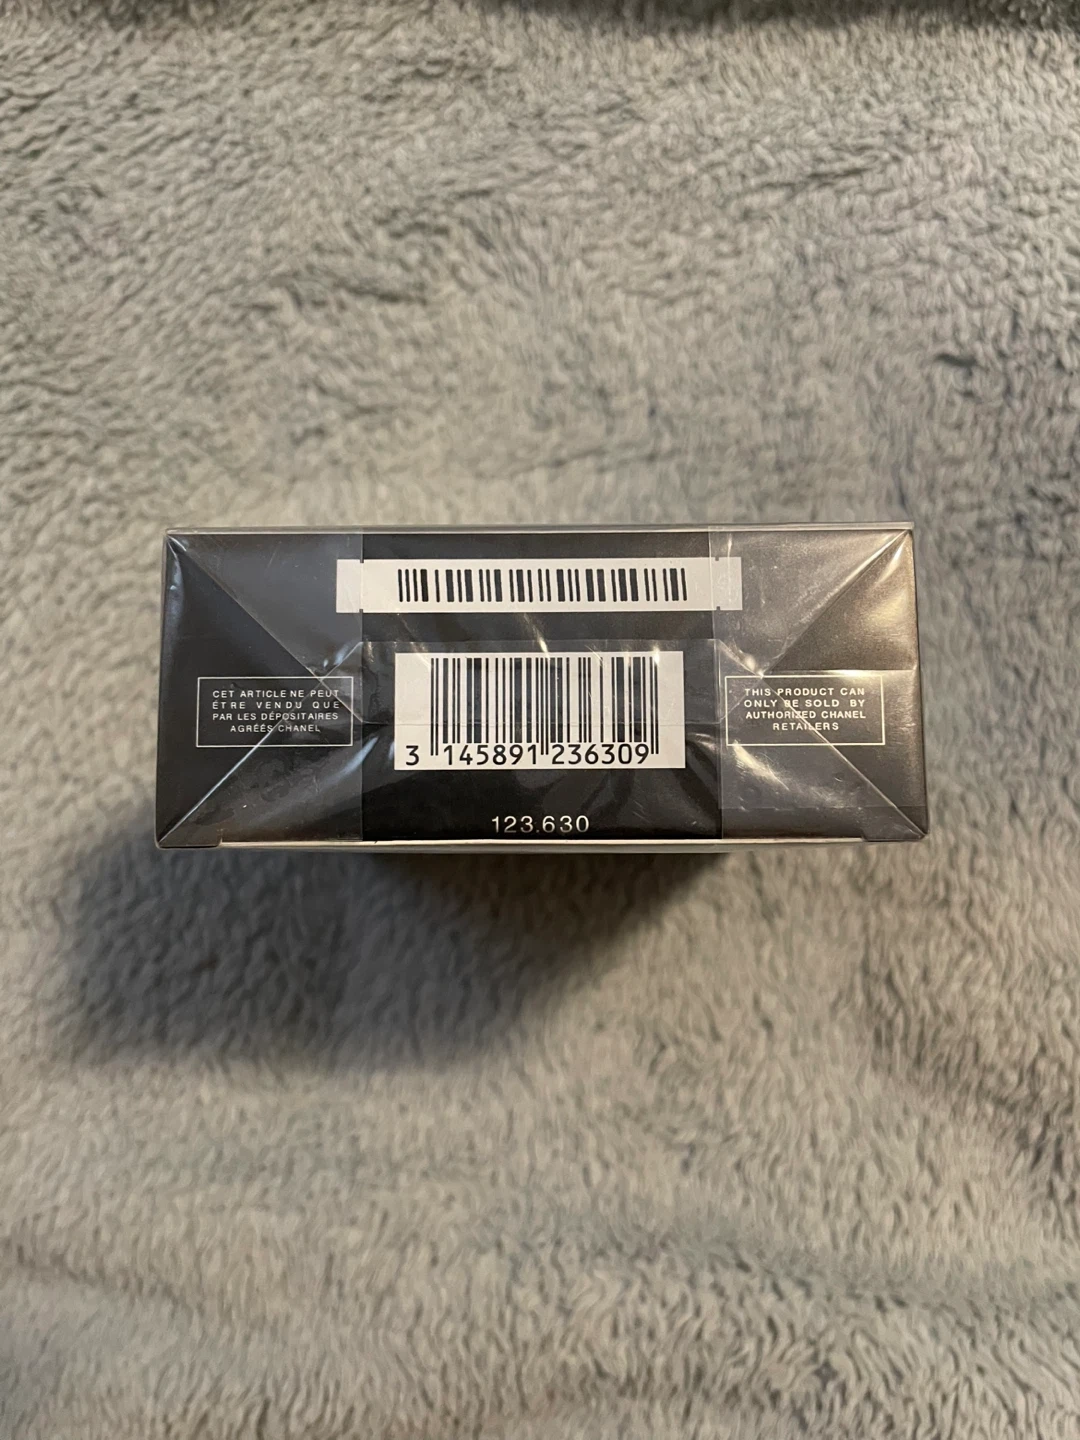 CET ARTICLE NE PEUT
ÊTRE VENDU QUE
PAR LES DÉPOSITAIRES
AGRÉÉS CHANEL
THIS PRODUCT CAN
ONLY BE SOLD BY
AUTHORIZED CHANEL
RETAILERS
3 145891 236309
123.630